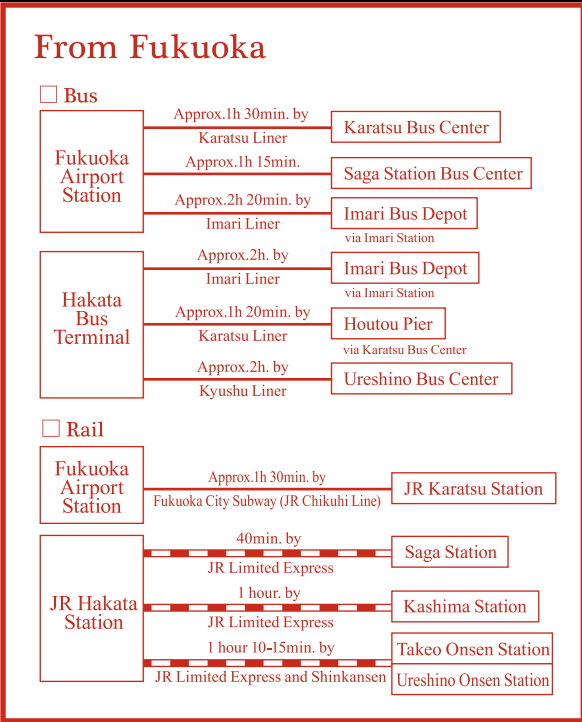 From Fukuoka
Bus
Fukuoka
Airport
Station
Approx.1h 30min. by
Karatsu Liner
Karatsu Bus Center
Approx.1h 15min.
Saga Station Bus Center
Approx.2h 20min. by
Imari Liner
Imari Bus Depot
via Imari Station
Hakata
Bus
Terminal
Approx.2h. by
Imari Liner
Imari Bus Depot
via Imari Station
Approx.1h 20min. by
Karatsu Liner
Houtou Pier
via Karatsu Bus Center
Approx.2h. by
Kyushu Liner
Ureshino Bus Center
Rail
Fukuoka
Airport
Station
Approx.1h 30min. by
Fukuoka City Subway (JR Chikuhi Line)
JR Karatsu Station
JR Hakata
Station
40min. by
JR Limited Express
Saga Station
1 hour. by
JR Limited Express
Kashima Station
1 hour 10-15min. by
JR Limited Express and Shinkansen
Takeo Onsen Station
Ureshino Onsen Station